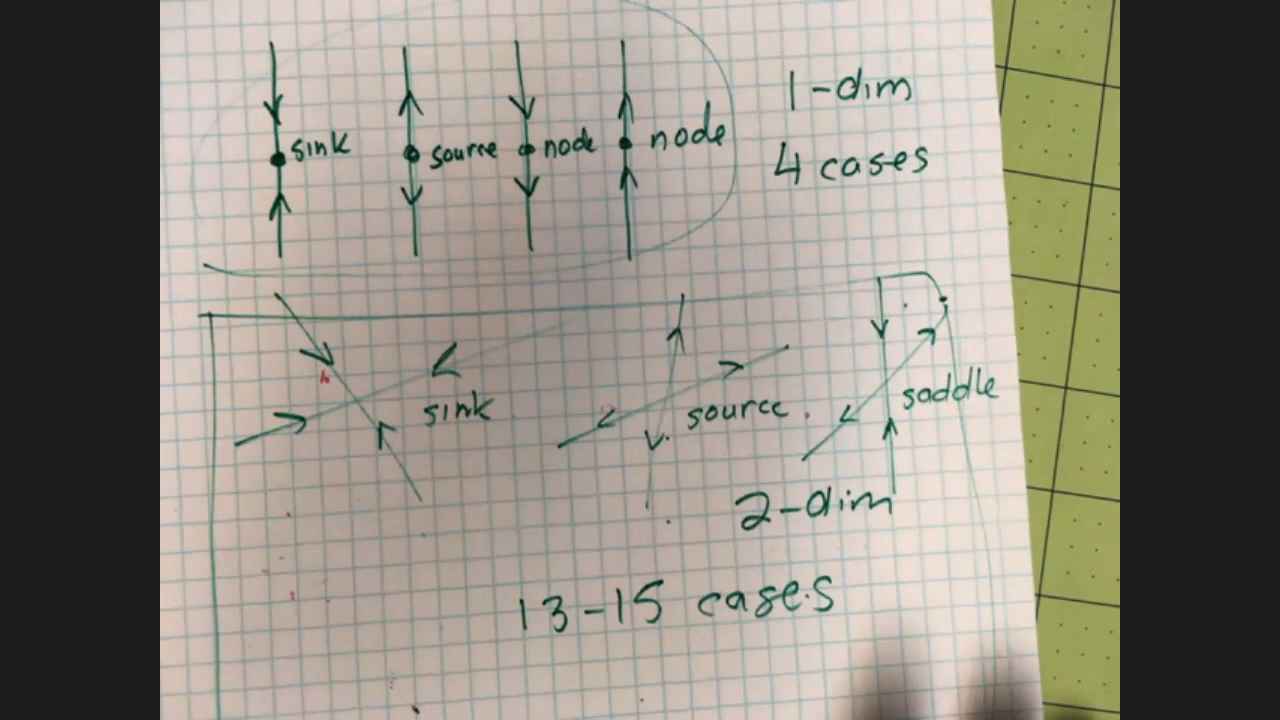 sink source node node
1-dim
4 cases
sink source saddle
2-dim
13-15 cases